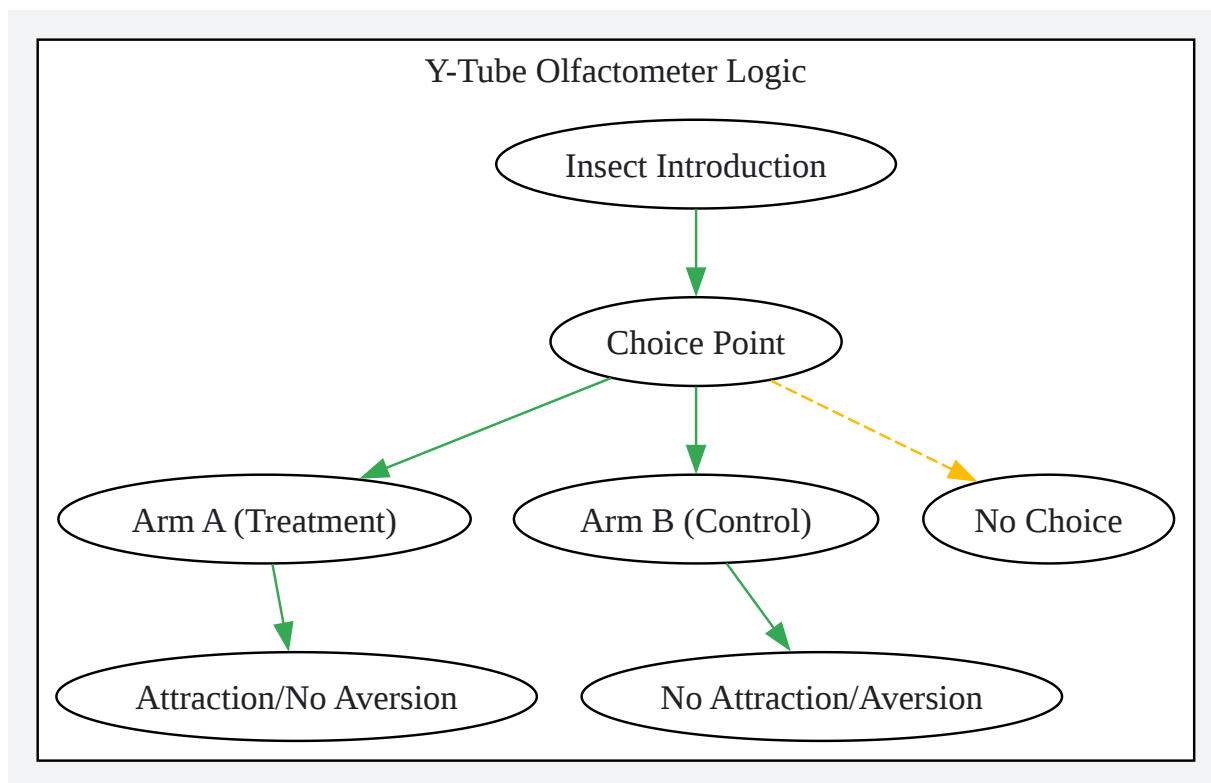 Y-Tube Olfactometer Logic
Insect Introduction
Choice Point
Arm A (Treatment)
Arm B (Control)
No Choice
Attraction/No Aversion
No Attraction/Aversion